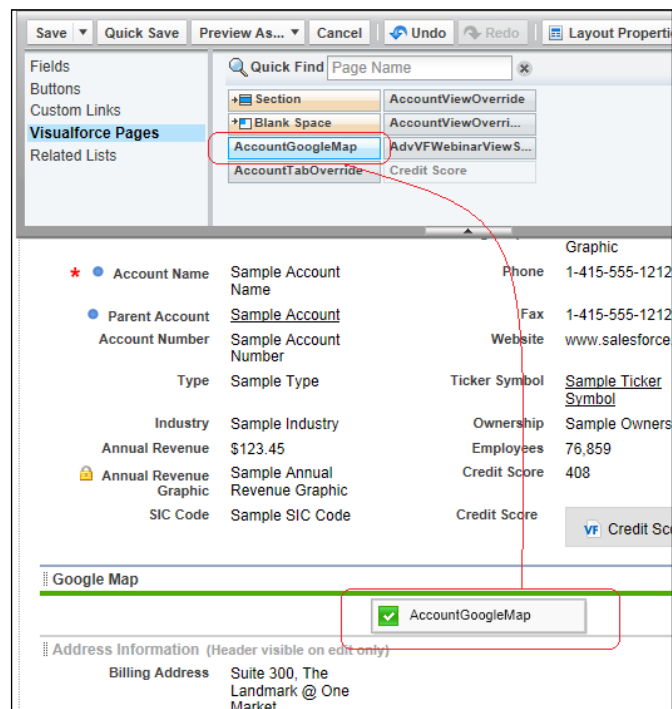 Save Quick Save Preview As... Cancel Undo Redo Layout Properti
Fields
Buttons
Custom Links
Visualforce Pages
Related Lists
Quick Find Page Name
Section AccountViewOverride
Blank Space AccountViewOverri...
AccountGoogleMap AdvVFWebinarViewS...
AccountTabOverride Credit Score
Graphic
Account Name Sample Account Name Phone 1-415-555-1212
Parent Account Sample Account Fax 1-415-555-1212
Account Number Sample Account Number Website www.salesforce
Type Sample Type Ticker Symbol Sample Ticker Symbol
Industry Sample Industry Ownership Sample Owners
Annual Revenue $123.45 Employees 76,859
Annual Revenue Graphic Sample Annual Revenue Graphic Credit Score 408
SIC Code Sample SIC Code Credit Score VF Credit Sco
Google Map
AccountGoogleMap
Address Information (Header visible on edit only)
Billing Address Suite 300, The
Landmark @ One
Market